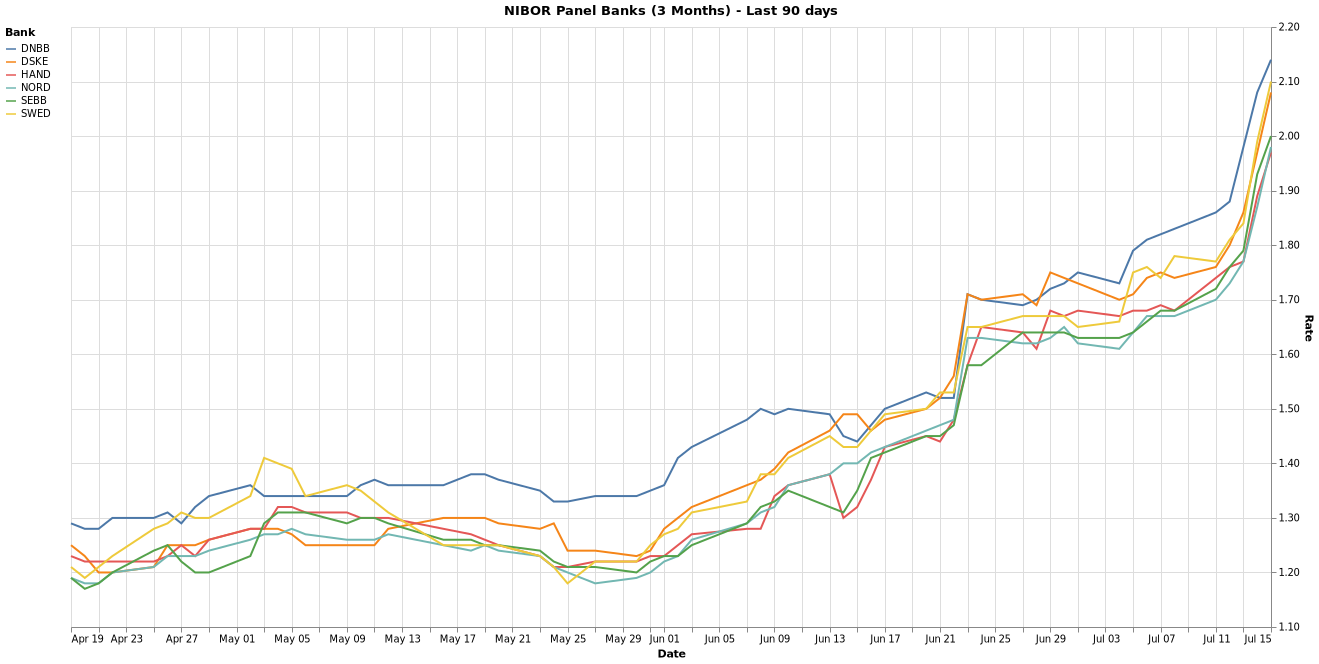 NIBOR Panel Banks (3 Months) - Last 90 days
Bank
DNBB
DSKE
HAND
NORD
SEBB
SWED
2.20
2.10
2.00
1.90
1.80
1.70
1.60
1.50
1.40
1.30
1.20
1.10
Rate
Apr 19 Apr 23 Apr 27 May 01 May 05 May 09 May 13 May 17 May 21 May 25 May 29 Jun 01 Jun 05 Jun 09 Jun 13 Jun 17 Jun 21 Jun 25 Jun 29 Jul 03 Jul 07 Jul 11 Jul 15
Date